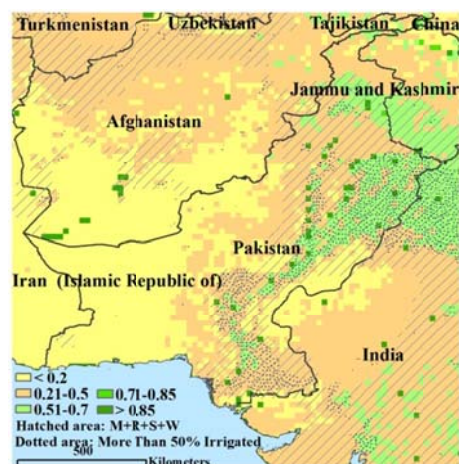 Turkmenistan Uzbekistan Tajikistan China
Jammu and Kashmir
Afghanistan
Pakistan
Iran (Islamic Republic of)
India
< 0.2
0.21-0.5 0.71-0.85
0.51-0.7 > 0.85
Hatched area: M+R+S+W
Dotted area: More Than 50% Irrigated
500
Kilometers